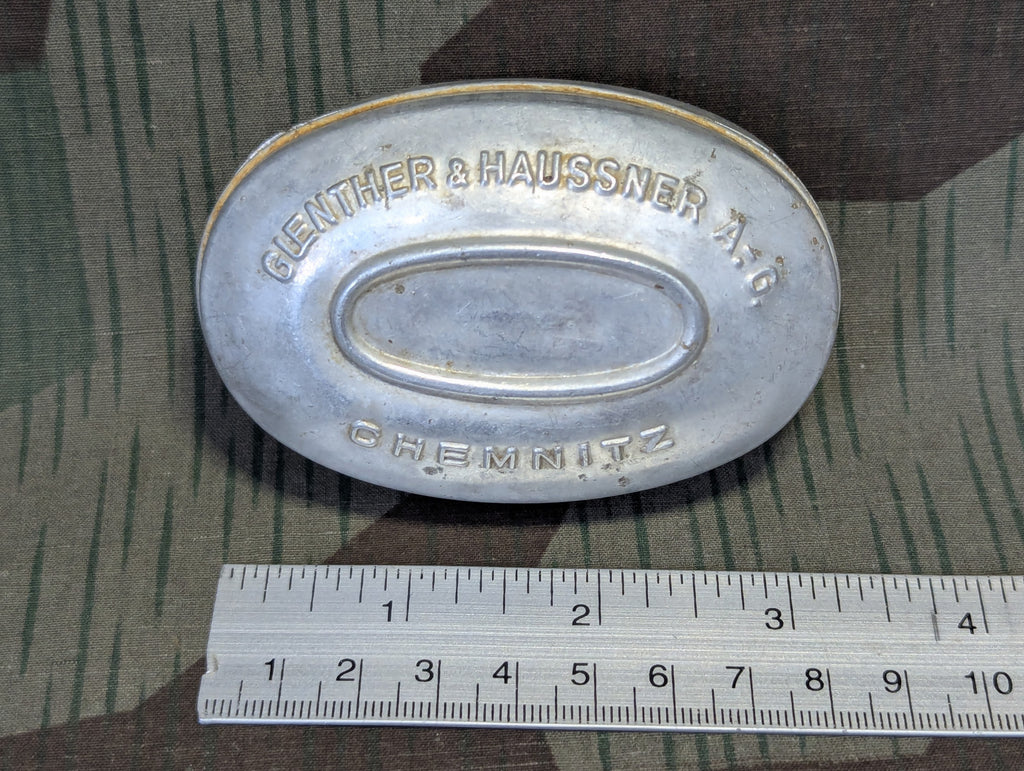 GUENTHER & HAUSSNER A.-G.
CHEMNITZ
1 2 3 4
1 2 3 4 5 6 7 8 9 10